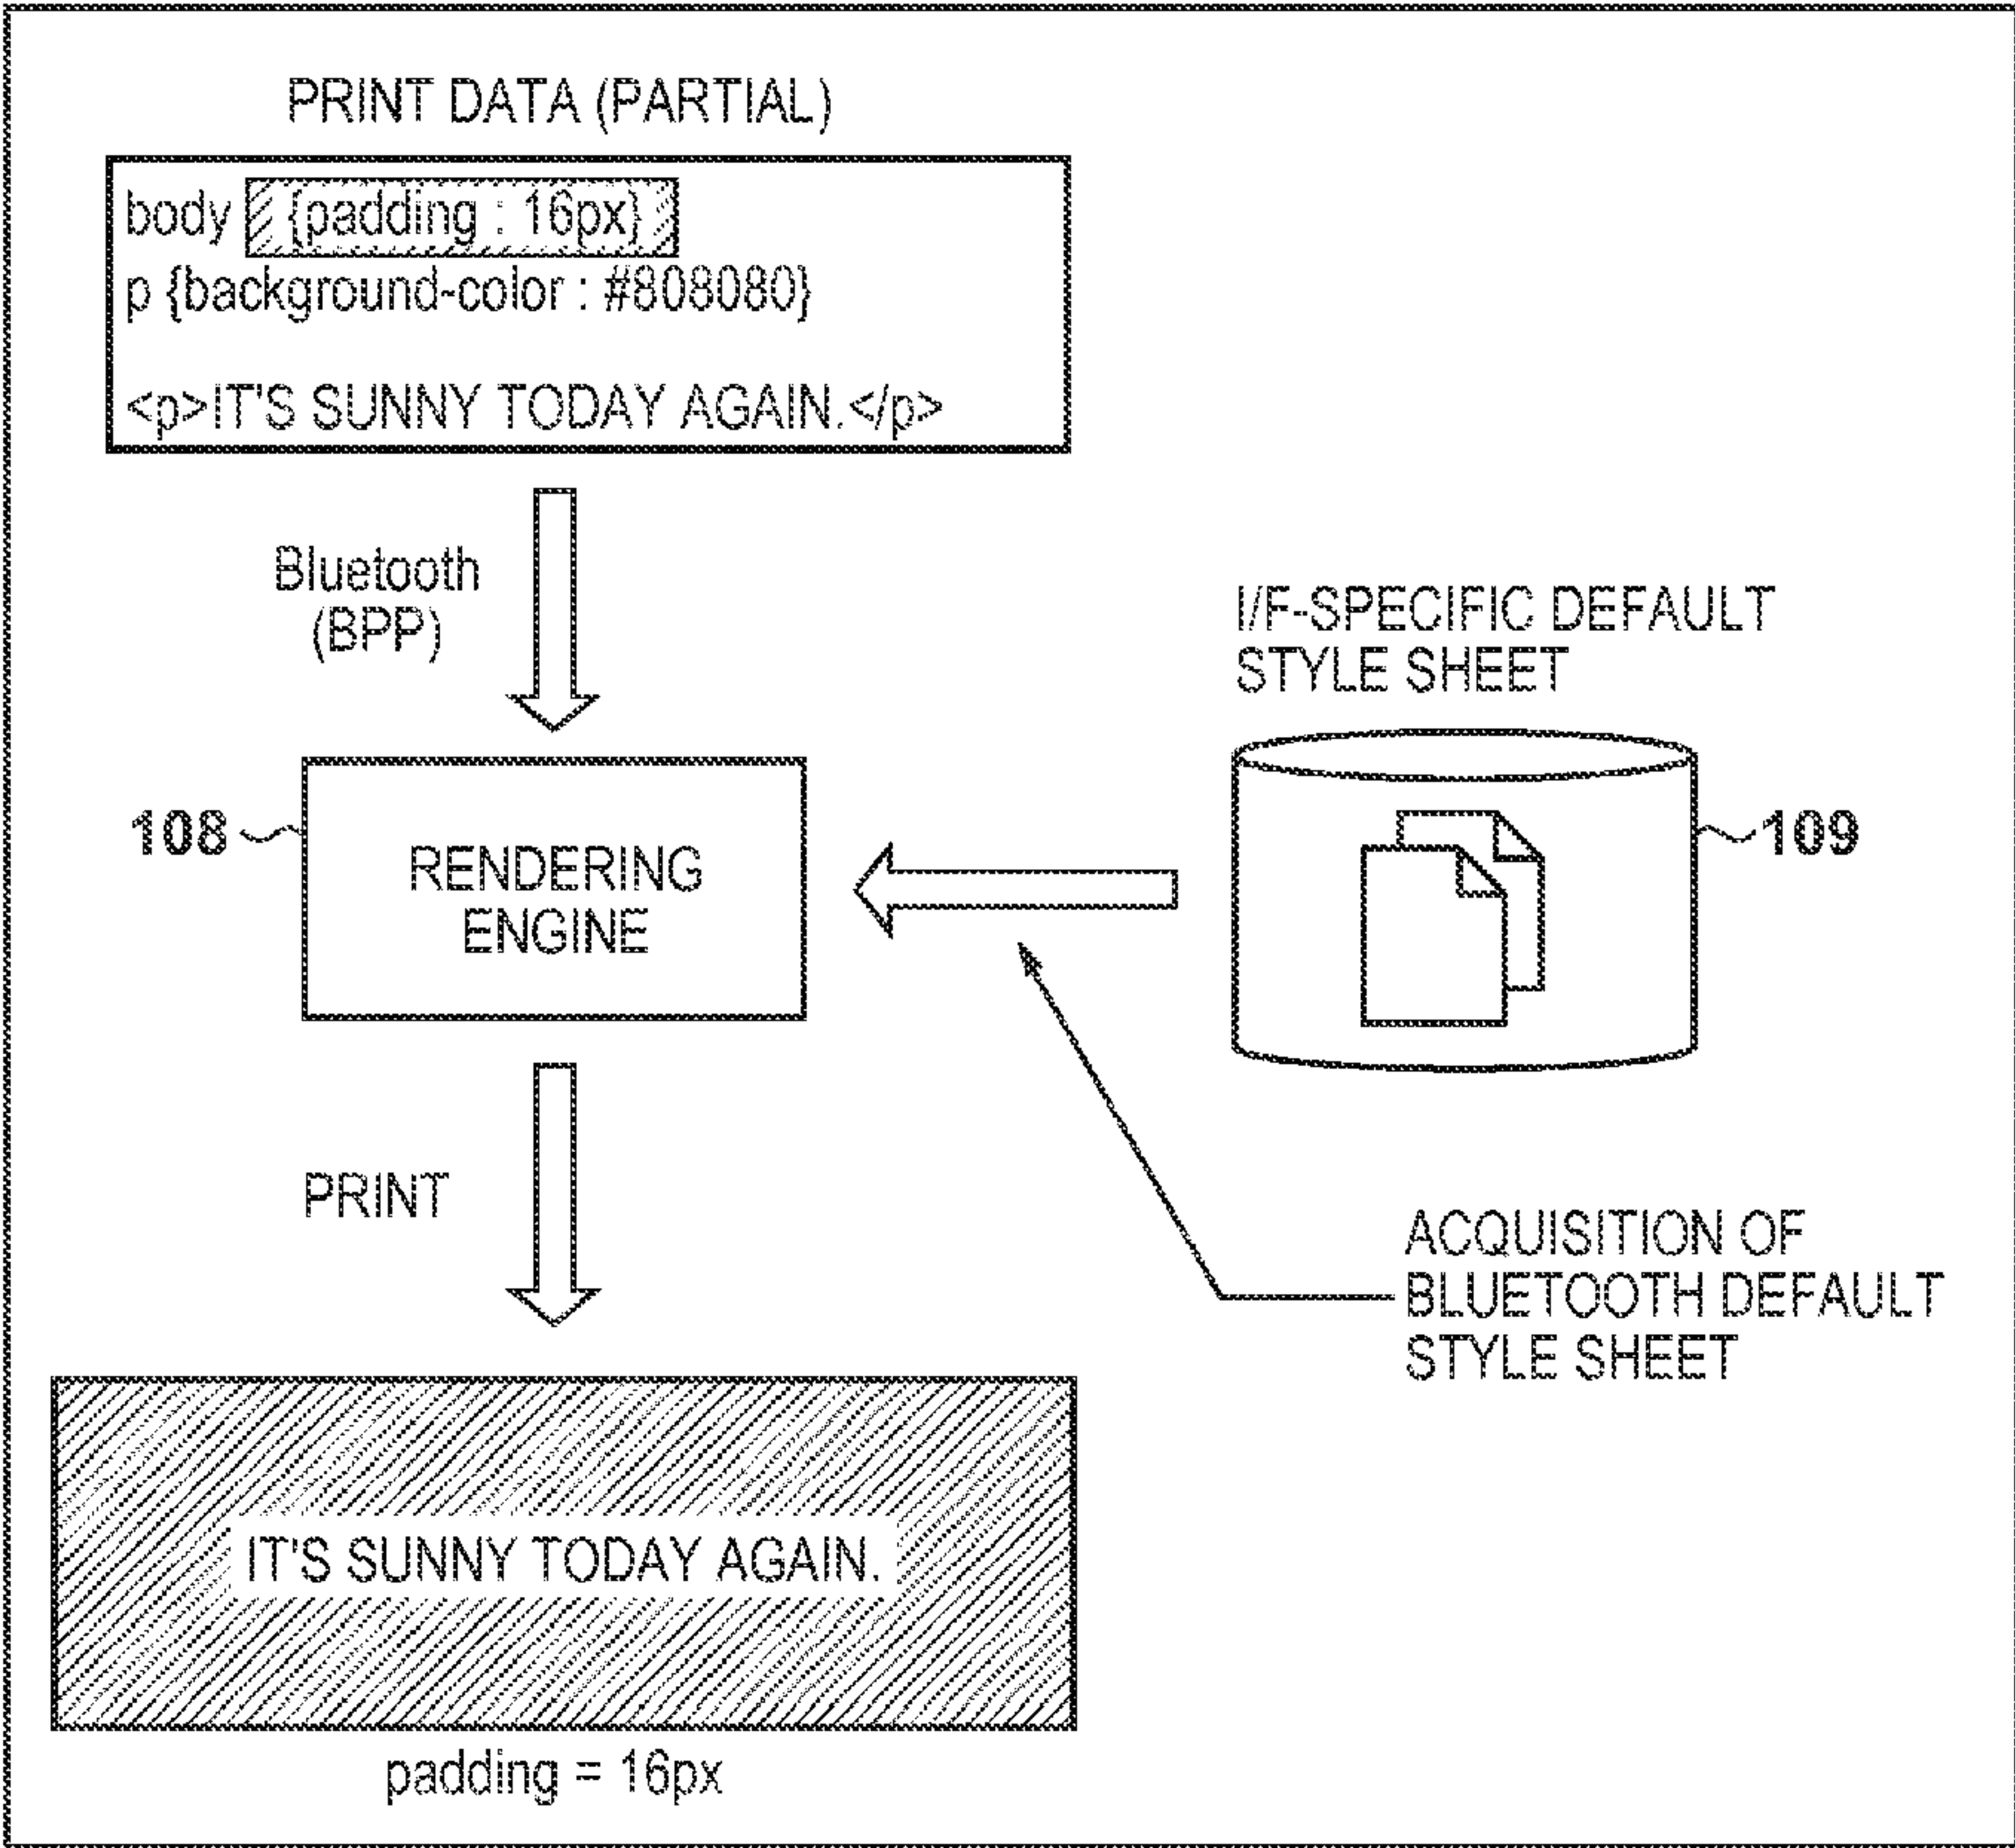 PRINT DATA (PARTIAL)
body {padding : 16px}
p {background-color : #808080}
<p>IT'S SUNNY TODAY AGAIN.</p>
Bluetooth
(BPP)
I/F-SPECIFIC DEFAULT
STYLE SHEET
108
RENDERING
ENGINE
109
PRINT
ACQUISITION OF
BLUETOOTH DEFAULT
STYLE SHEET
IT'S SUNNY TODAY AGAIN.
padding = 16px